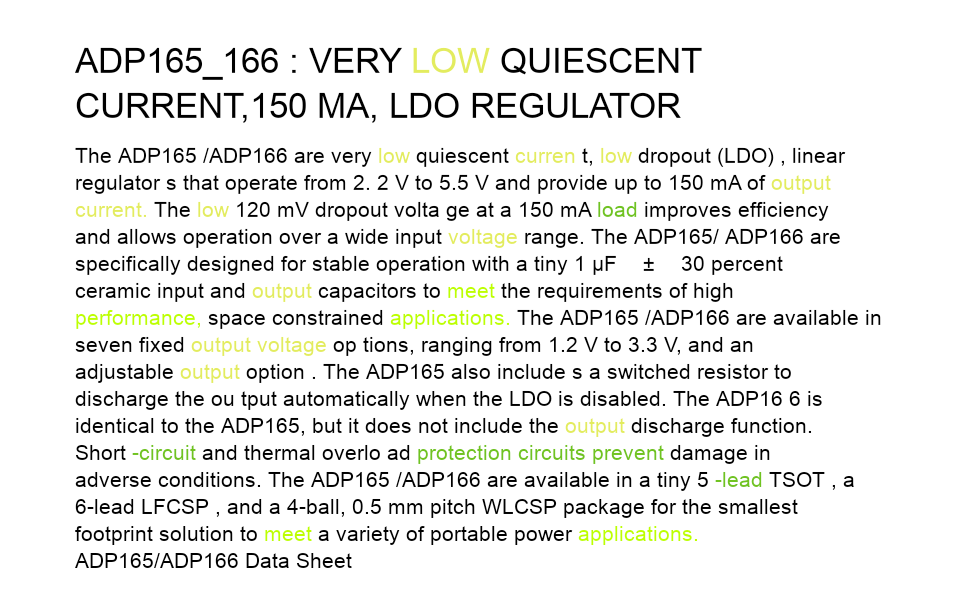 ADP165_166 : VERY LOW QUIESCENT
CURRENT,150 MA, LDO REGULATOR
The ADP165 /ADP166 are very low quiescent curren t, low dropout (LDO) , linear
regulator s that operate from 2. 2 V to 5.5 V and provide up to 150 mA of output
current. The low 120 mV dropout volta ge at a 150 mA load improves efficiency
and allows operation over a wide input voltage range. The ADP165/ ADP166 are
specifically designed for stable operation with a tiny 1 µF ± 30 percent
ceramic input and output capacitors to meet the requirements of high
performance, space constrained applications. The ADP165 /ADP166 are available in
seven fixed output voltage op tions, ranging from 1.2 V to 3.3 V, and an
adjustable output option . The ADP165 also include s a switched resistor to
discharge the ou tput automatically when the LDO is disabled. The ADP16 6 is
identical to the ADP165, but it does not include the output discharge function.
Short -circuit and thermal overlo ad protection circuits prevent damage in
adverse conditions. The ADP165 /ADP166 are available in a tiny 5 -lead TSOT , a
6-lead LFCSP , and a 4-ball, 0.5 mm pitch WLCSP package for the smallest
footprint solution to meet a variety of portable power applications.
ADP165/ADP166 Data Sheet